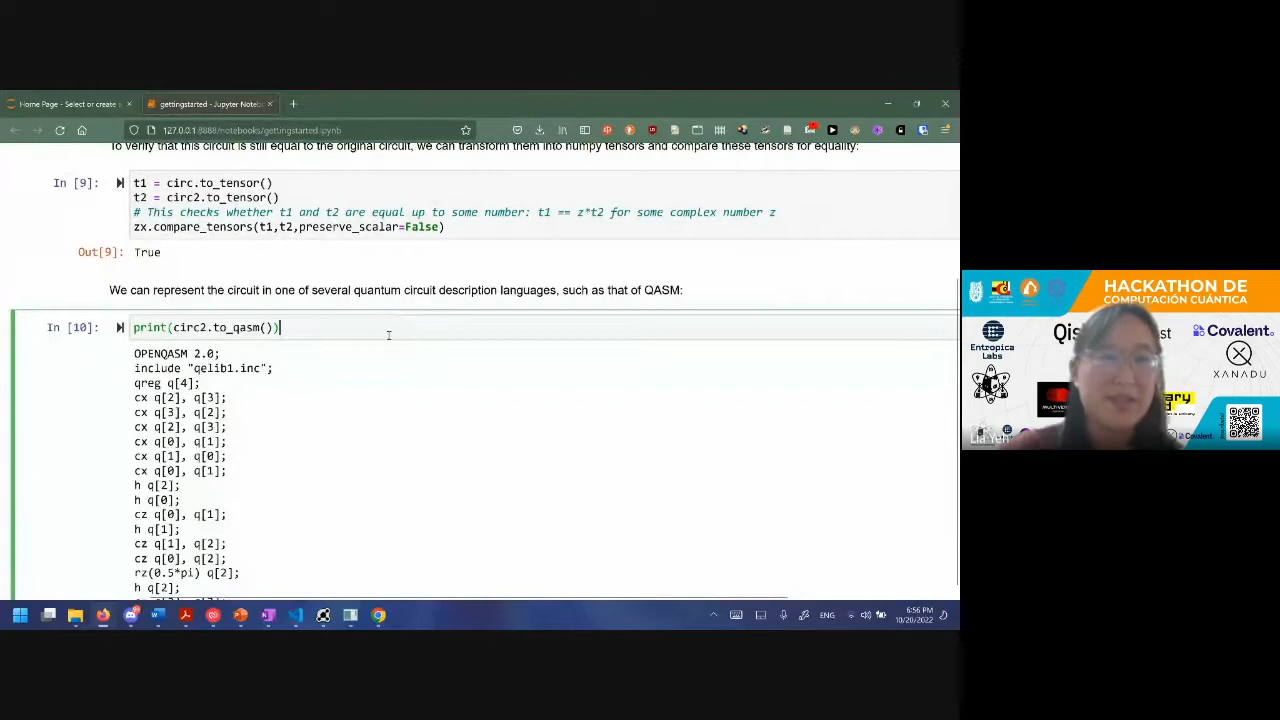 Home Page - Select or create
gettingstarted - Jupyter Noteb
127.0.0.1:8888/notebooks/gettingstarted.ipynb
To verify that this circuit is still equal to the original circuit, we can transform them into numpy tensors and compare these tensors for equality:
In [9]:
t1 = circ.to_tensor()
t2 = circ2.to_tensor()
# This checks whether t1 and t2 are equal up to some number: t1 == z*t2 for some complex number z
zx.compare_tensors(t1,t2,preserve_scalar=False)
Out[9]: True
We can represent the circuit in one of several quantum circuit description languages, such as that of QASM:
In [10]: print(circ2.to_qasm())
OPENQASM 2.0;
include "qelib1.inc";
qreg q[4];
cx q[2], q[3];
cx q[3], q[2];
cx q[2], q[3];
cx q[0], q[1];
cx q[1], q[0];
cx q[0], q[1];
h q[2];
h q[0];
cz q[0], q[1];
h q[1];
cz q[1], q[2];
cz q[0], q[2];
rz(0.5*pi) q[2];
h q[2];
ENG
6:56 PM
10/20/2022
HACKATHON DE
COMPUTACIÓN CUÁNTICA
Entropica
Labs
Covalent.
XANADU
Covalent.
Lia Yeh